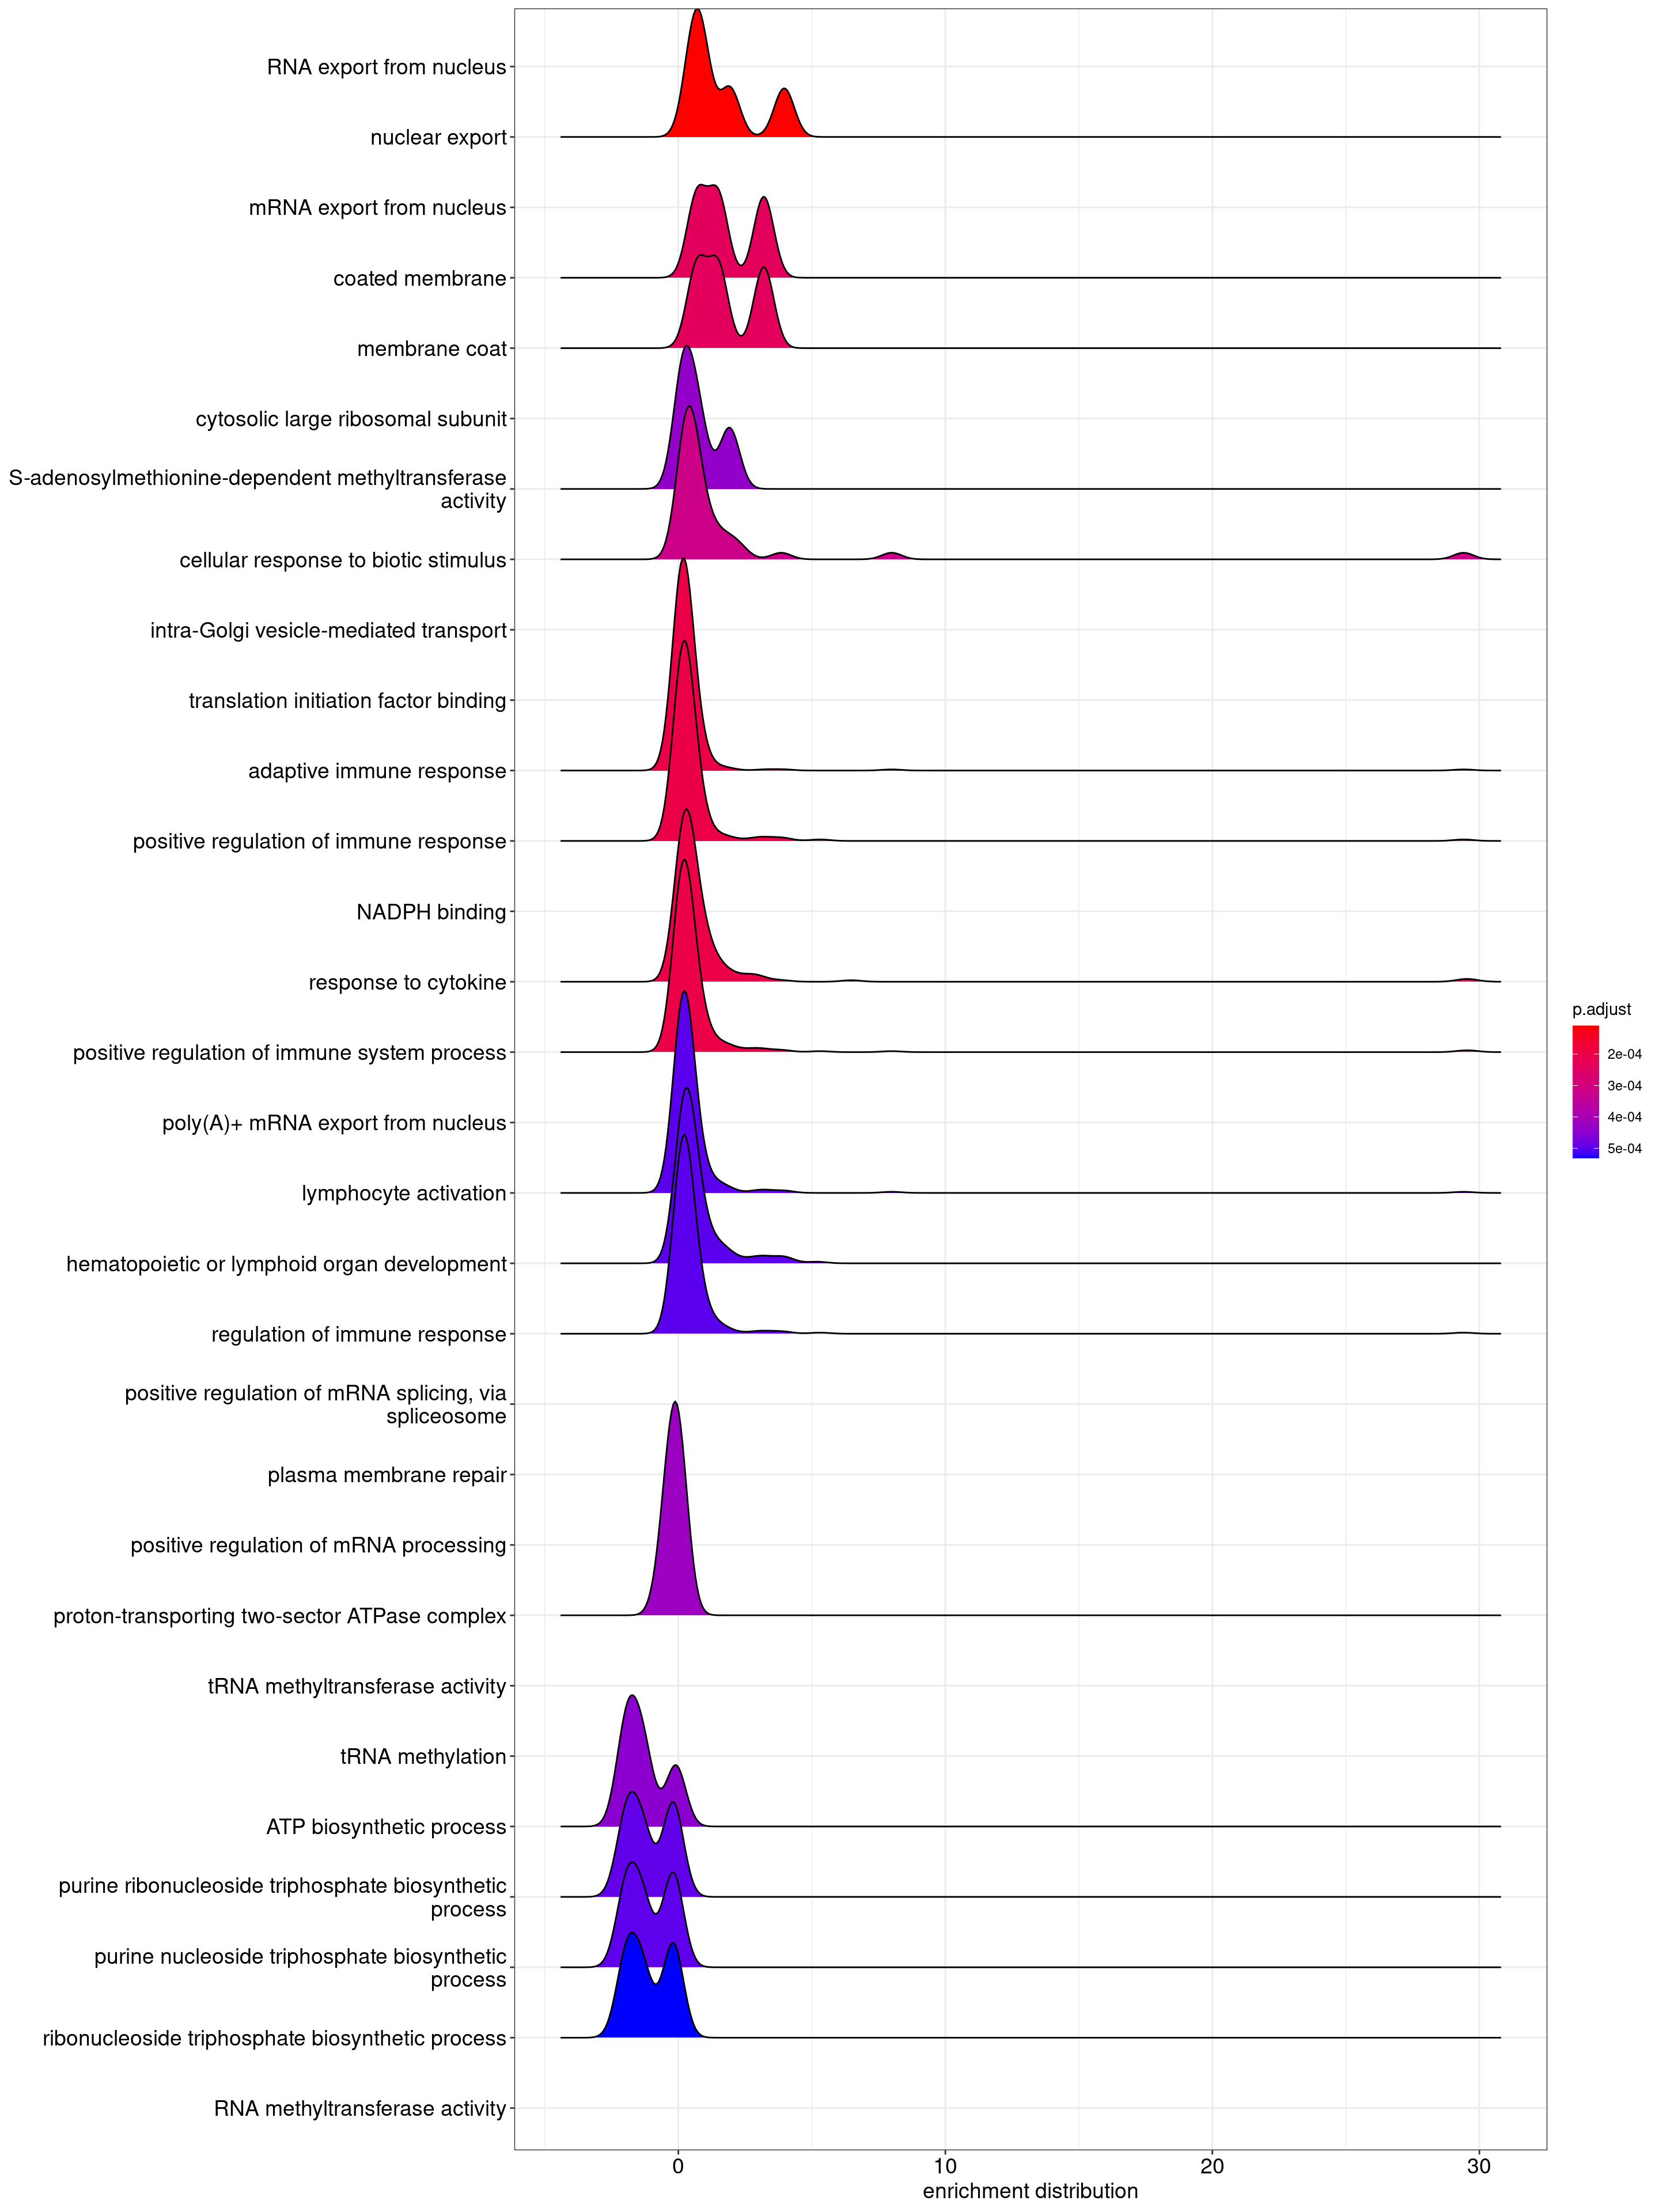 RNA export from nucleus
nuclear export
mRNA export from nucleus
coated membrane
membrane coat
cytosolic large ribosomal subunit
S-adenosylmethionine-dependent methyltransferase
activity
cellular response to biotic stimulus
intra-Golgi vesicle-mediated transport
translation initiation factor binding
adaptive immune response
positive regulation of immune response
NADPH binding
response to cytokine
positive regulation of immune system process
poly(A)+ mRNA export from nucleus
lymphocyte activation
hematopoietic or lymphoid organ development
regulation of immune response
positive regulation of mRNA splicing, via
spliceosome
plasma membrane repair
positive regulation of mRNA processing
proton-transporting two-sector ATPase complex
tRNA methyltransferase activity
tRNA methylation
ATP biosynthetic process
purine ribonucleoside triphosphate biosynthetic
process
purine nucleoside triphosphate biosynthetic
process
ribonucleoside triphosphate biosynthetic process
RNA methyltransferase activity
0 10 20 30
enrichment distribution
p.adjust
2e-04
3e-04
4e-04
5e-04